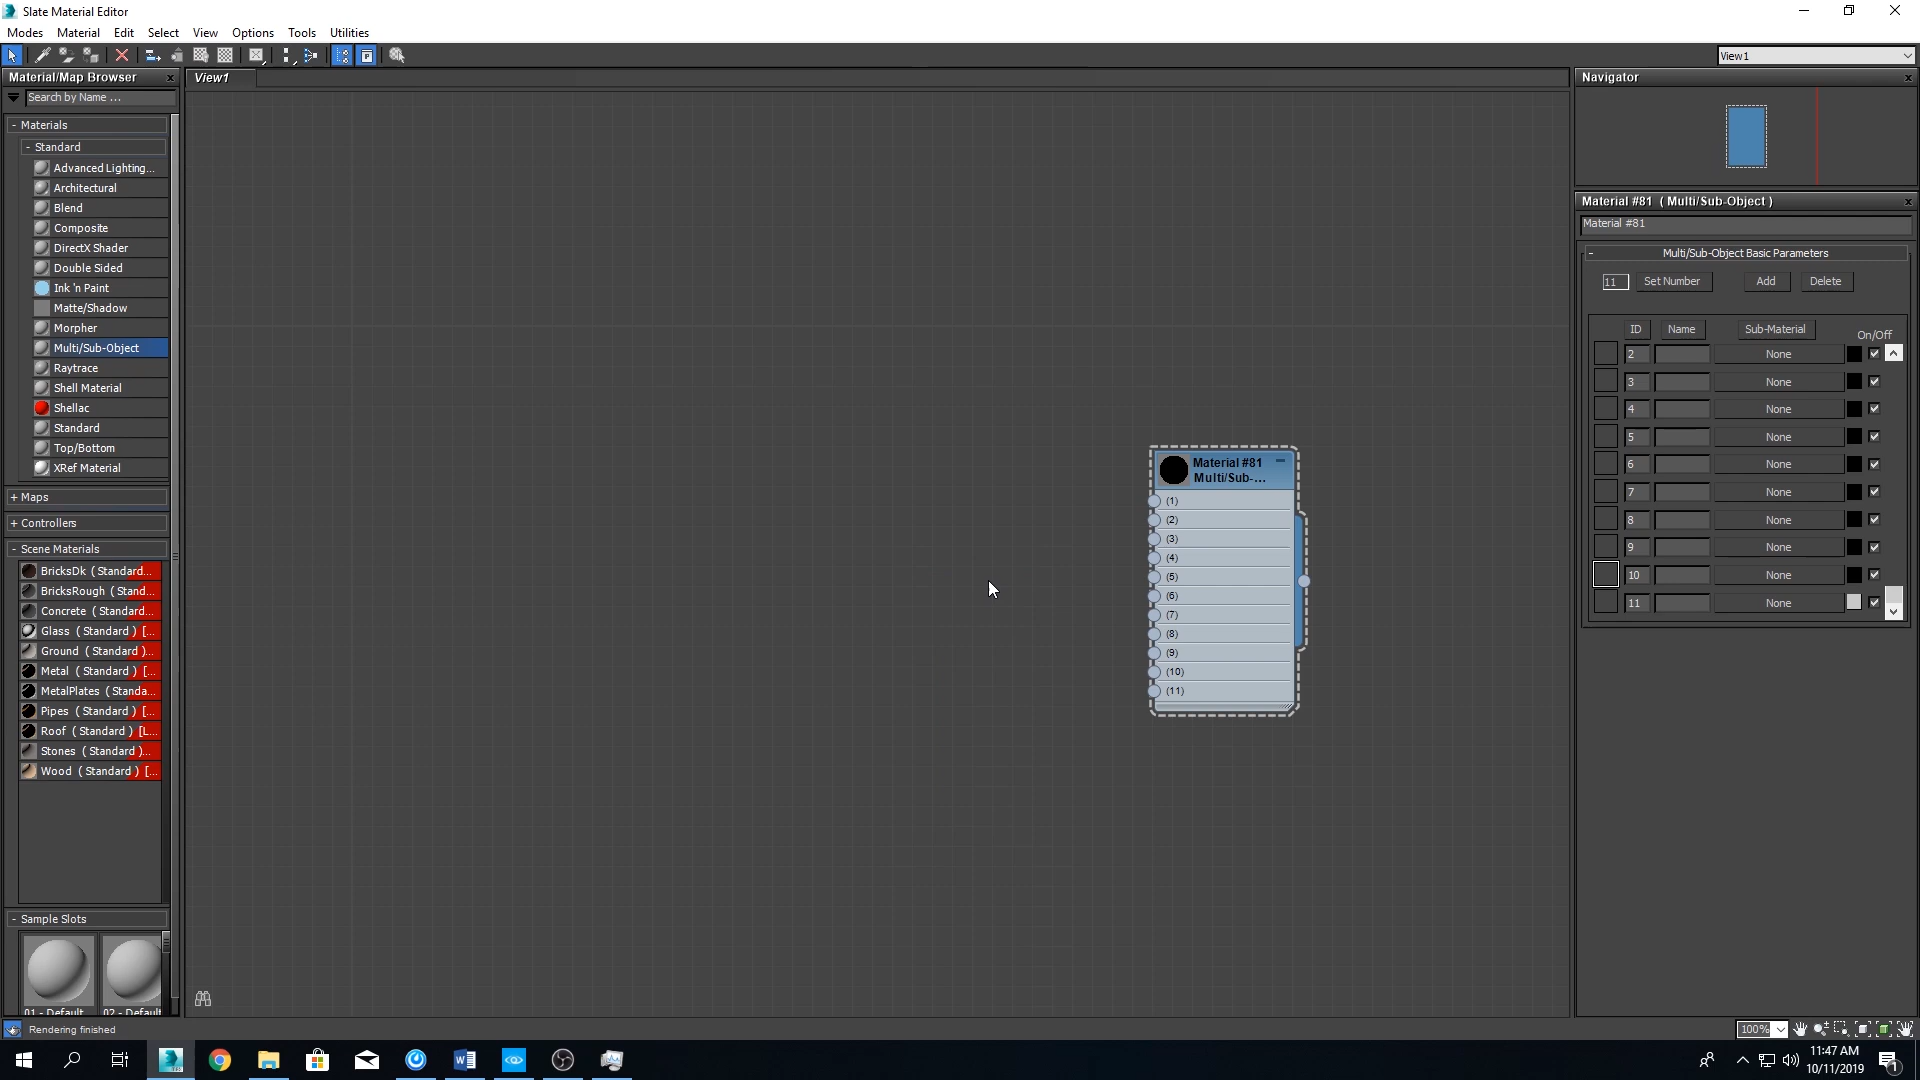 Slate Material Editor
Modes Material Edit Select View Options Tools Utilities
View1
Material/Map Browser
View1
Navigator
Search by Name ...
- Materials
- Standard
Advanced Lighting...
Architectural
Blend
Composite
DirectX Shader
Double Sided
Ink 'n Paint
Matte/Shadow
Morpher
Multi/Sub-Object
Raytrace
Shell Material
Shellac
Standard
Top/Bottom
XRef Material
+ Maps
+ Controllers
- Scene Materials
BricksDk ( Standard...
BricksRough ( Stand...
Concrete ( Standard...
Glass ( Standard ) [...
Ground ( Standard )...
Metal ( Standard ) [...
MetalPlates ( Standa...
Pipes ( Standard ) [...
Roof ( Standard ) [L...
Stones ( Standard )...
Wood ( Standard ) [...
- Sample Slots
01 - Default
02 - Default
Material #81
Multi/Sub-...
(1)
(2)
(3)
(4)
(5)
(6)
(7)
(8)
(9)
(10)
(11)
Material #81 ( Multi/Sub-Object )
Material #81
- Multi/Sub-Object Basic Parameters
11 Set Number Add Delete
ID Name Sub-Material On/Off
2 None
3 None
4 None
5 None
6 None
7 None
8 None
9 None
10 None
11 None
Rendering finished
100%
11:47 AM
10/11/2019
1